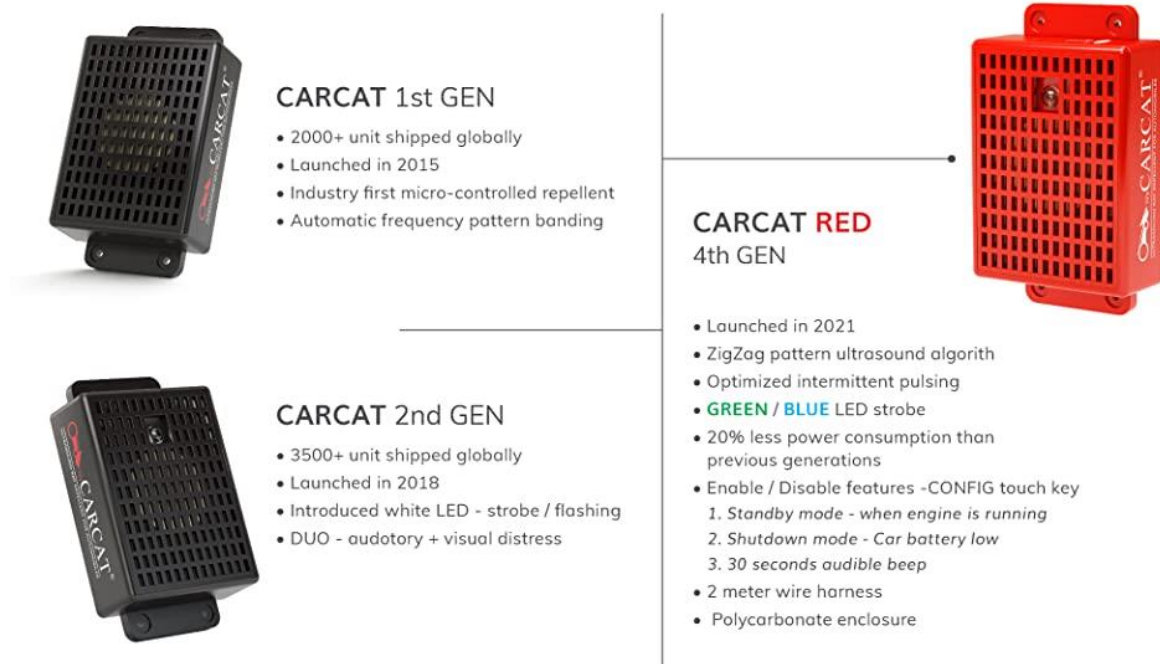 CARCAT®
CARCAT 1st GEN
• 2000+ unit shipped globally
• Launched in 2015
• Industry first micro-controlled repellent
• Automatic frequency pattern banding
CARCAT®
CARCAT 2nd GEN
• 3500+ unit shipped globally
• Launched in 2018
• Introduced white LED - strobe / flashing
• DUO - audotory + visual distress
CARCAT®
CARCAT RED
4th GEN
• Launched in 2021
• ZigZag pattern ultrasound algorith
• Optimized intermittent pulsing
• GREEN / BLUE LED strobe
• 20% less power consumption than
previous generations
• Enable / Disable features -CONFIG touch key
1. Standby mode - when engine is running
2. Shutdown mode - Car battery low
3. 30 seconds audible beep
• 2 meter wire harness
• Polycarbonate enclosure